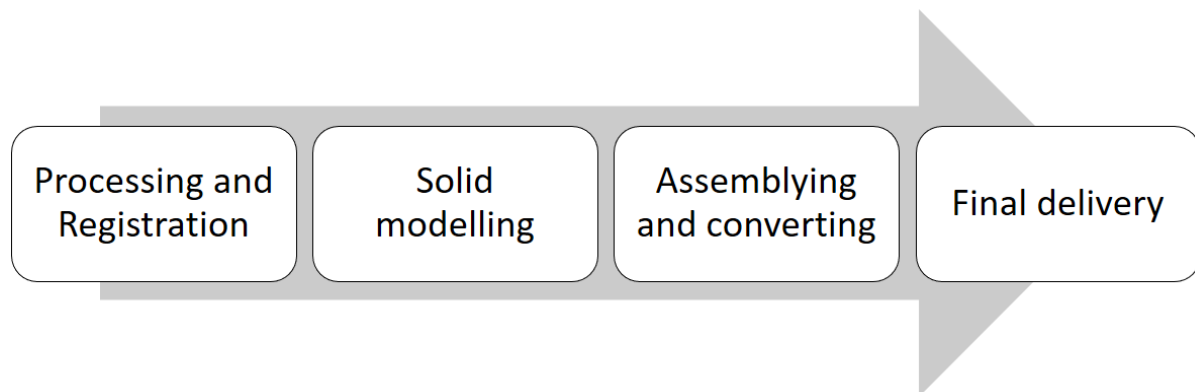 Processing and
Registration
Solid
modelling
Assemblying
and converting
Final delivery